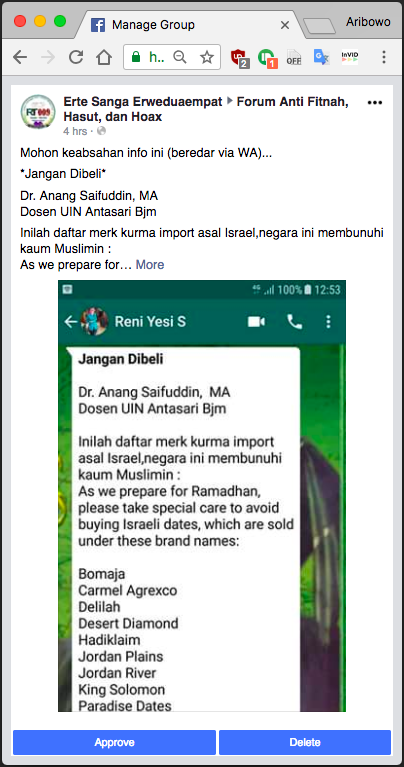 Manage Group
Aribowo
h...
2
1
OFF
InVID
RT 009
Erte Sanga Erweduaempat ▶ Forum Anti Fitnah,
Hasut, dan Hoax
4 hrs ·
Mohon keabsahan info ini (beredar via WA)...
*Jangan Dibeli*
Dr. Anang Saifuddin, MA
Dosen UIN Antasari Bjm
Inilah daftar merk kurma import asal Israel,negara ini membunuhi
kaum Muslimin :
As we prepare for… More
4G 100% 12:53
Reni Yesi S
Jangan Dibeli
Dr. Anang Saifuddin, MA
Dosen UIN Antasari Bjm
Inilah daftar merk kurma import
asal Israel,negara ini membunuhi
kaum Muslimin :
As we prepare for Ramadhan,
please take special care to avoid
buying Israeli dates, which are sold
under these brand names:
Bomaja
Carmel Agrexco
Delilah
Desert Diamond
Hadiklaim
Jordan Plains
Jordan River
King Solomon
Paradise Dates
Approve
Delete